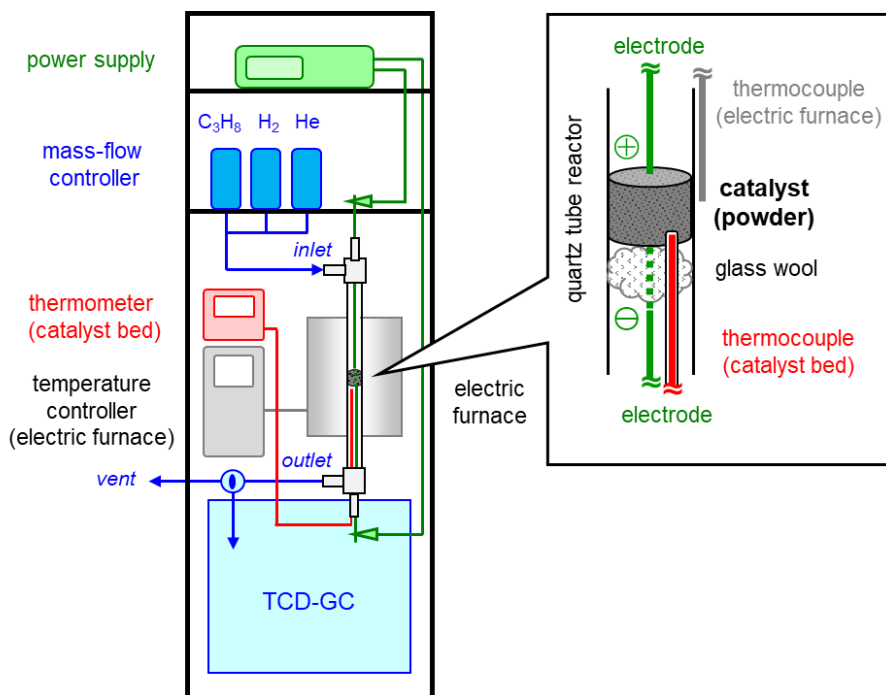 power supply
C₃H₈ H₂ He
mass-flow
controller
inlet
thermometer
(catalyst bed)
temperature
controller
(electric furnace)
electric
furnace
outlet
vent
TCD-GC
electrode
thermocouple
(electric furnace)
quartz tube reactor
+
catalyst
(powder)
glass wool
−
thermocouple
(catalyst bed)
electrode